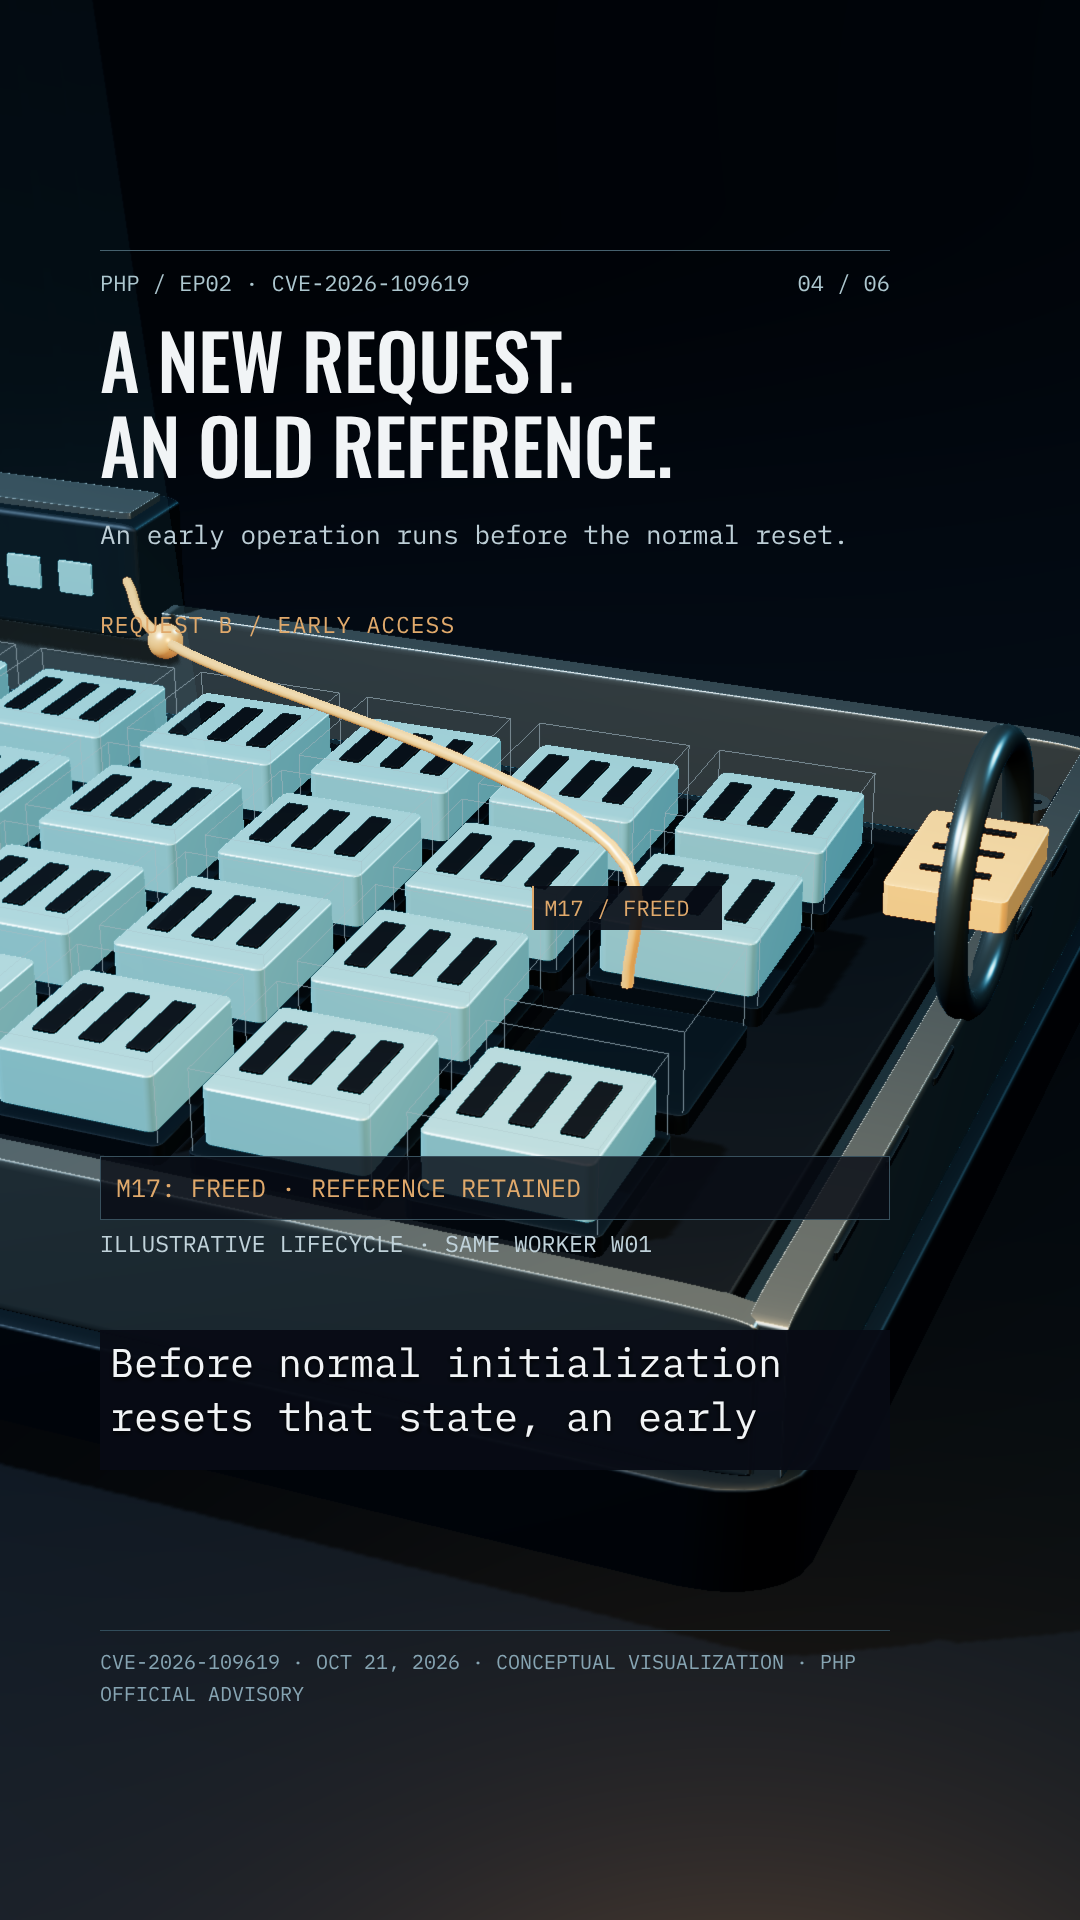 PHP / EP02 · CVE-2026-109619
04 / 06
A NEW REQUEST.
AN OLD REFERENCE.
An early operation runs before the normal reset.
REQUEST B / EARLY ACCESS
M17 / FREED
M17: FREED · REFERENCE RETAINED
ILLUSTRATIVE LIFECYCLE · SAME WORKER W01
Before normal initialization
resets that state, an early
CVE-2026-109619 · OCT 21, 2026 · CONCEPTUAL VISUALIZATION · PHP
OFFICIAL ADVISORY